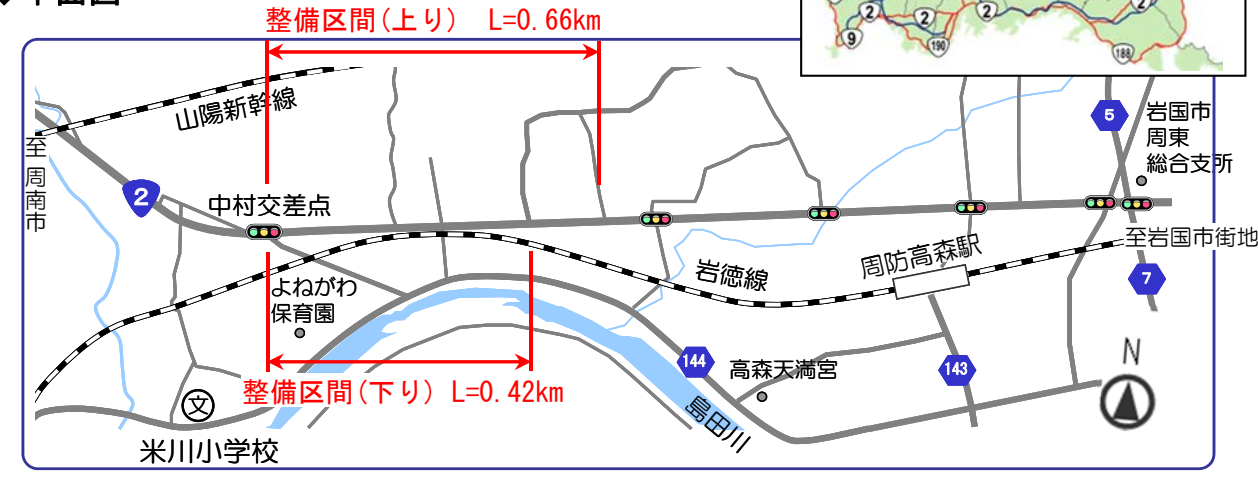 整備区間(上り) L=0.66km
2
2
2
2
9
190
188
山陽新幹線
至周南市
2
中村交差点
5
岩国市
周東
総合支所
至岩国市街地
7
よねがわ
保育園
岩徳線
周防高森駅
整備区間(下り) L=0.42km
144
高森天満宮
143
N
文
島田川
米川小学校